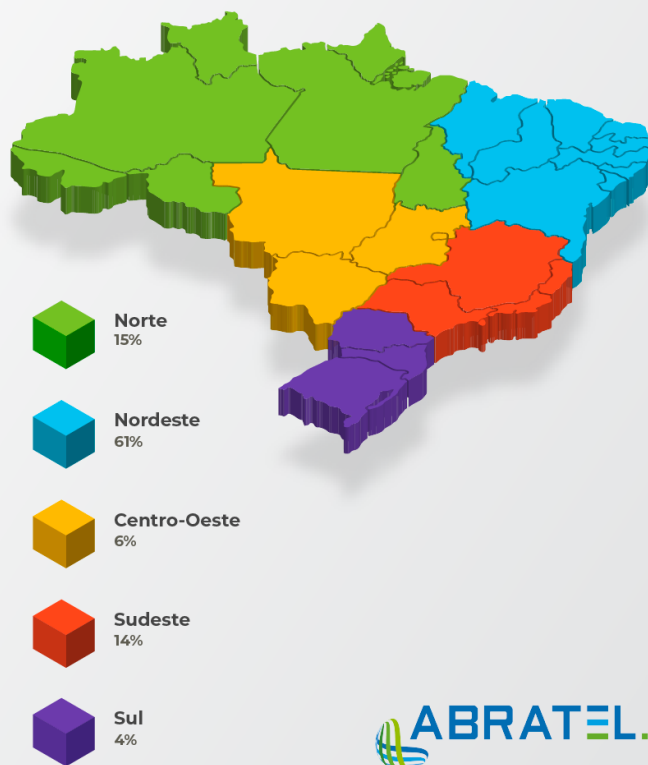 Norte
15%
Nordeste
61%
Centro-Oeste
6%
Sudeste
14%
Sul
4%
ABRATEL.